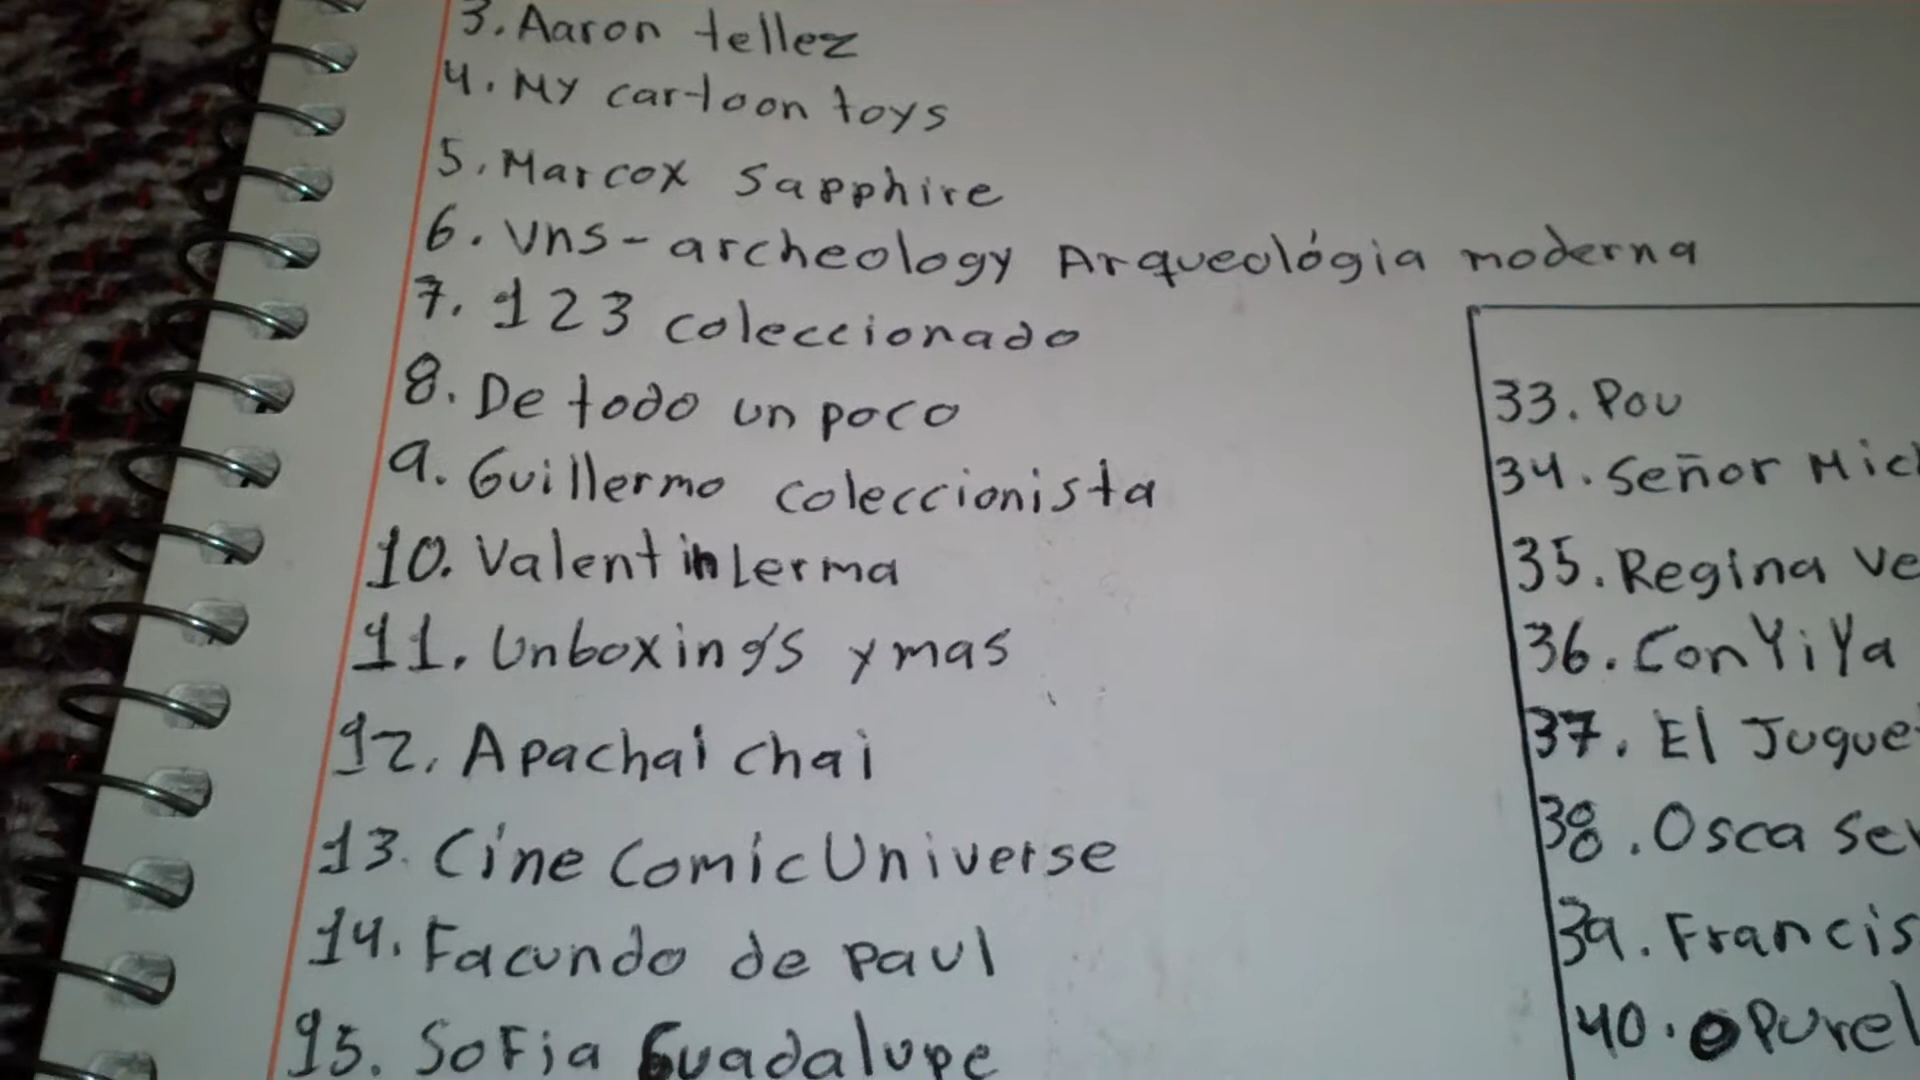 3. Aaron tellez
4. My cartoon toys
5. Marcox Sapphire
6. Vns-archeology Arqueológia moderna
7. 123 coleccionado
8. De todo un poco
9. Guillermo coleccionista
10. Valentin Lerma
11. Unboxings y mas
12. Apachai chai
13. Cine Comic Universe
14. Facundo de paul
15. Sofia Guadalupe
33. Pou
34. Señor
35. Regina
36. Con Yi Ya
37. El
38. Osca
39.
40. Purel